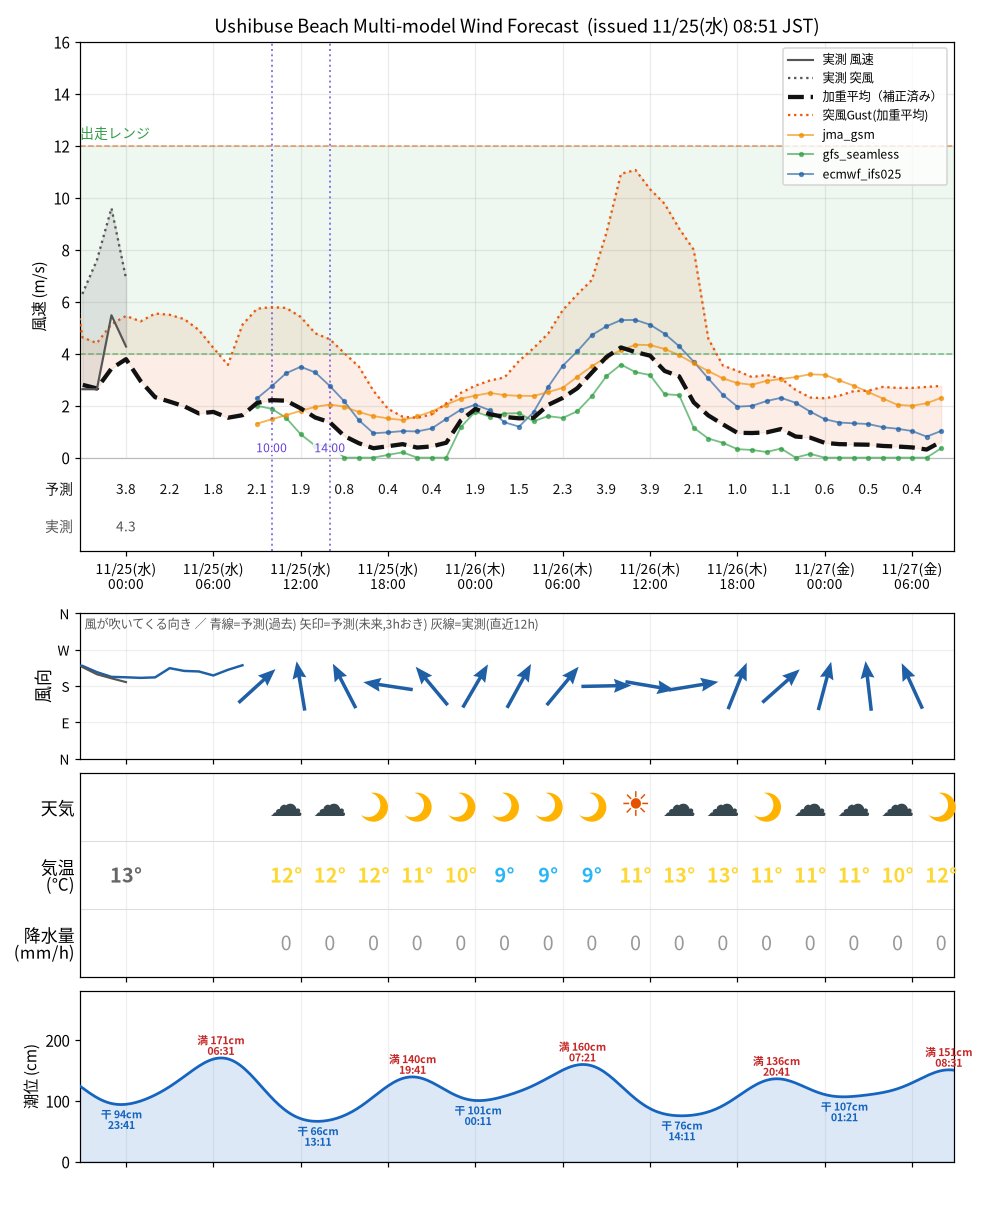 Ushibuse Beach Multi-model Wind Forecast (issued 11/25(水) 08:51 JST)
風速 (m/s)
16
14
12
10
8
6
4
2
0
出走レンジ
実測 風速
実測 突風
加重平均（補正済み）
突風Gust(加重平均)
jma_gsm
gfs_seamless
ecmwf_ifs025
10:00 14:00
予測 3.8 2.2 1.8 2.1 1.9 0.8 0.4 0.4 1.9 1.5 2.3 3.9 3.9 2.1 1.0 1.1 0.6 0.5 0.4
実測 4.3
11/25(水) 11/25(水) 11/25(水) 11/25(水) 11/26(木) 11/26(木) 11/26(木) 11/26(木) 11/27(金) 11/27(金)
00:00 06:00 12:00 18:00 00:00 06:00 12:00 18:00 00:00 06:00
風向
N
W
S
E
N
風が吹いてくる向き ／ 青線=予測(過去) 矢印=予測(未来,3hおき) 灰線=実測(直近12h)
天気
気温
(℃)
13° 12° 12° 12° 11° 10° 9° 9° 9° 11° 13° 13° 11° 11° 11° 10° 12°
降水量
(mm/h)
0 0 0 0 0 0 0 0 0 0 0 0 0 0 0 0
潮位 (cm)
200
100
0
満 171cm
06:31
満 140cm
19:41
満 160cm
07:21
満 136cm
20:41
満 151cm
08:31
干 94cm
23:41
干 66cm
13:11
干 101cm
00:11
干 76cm
14:11
干 107cm
01:21